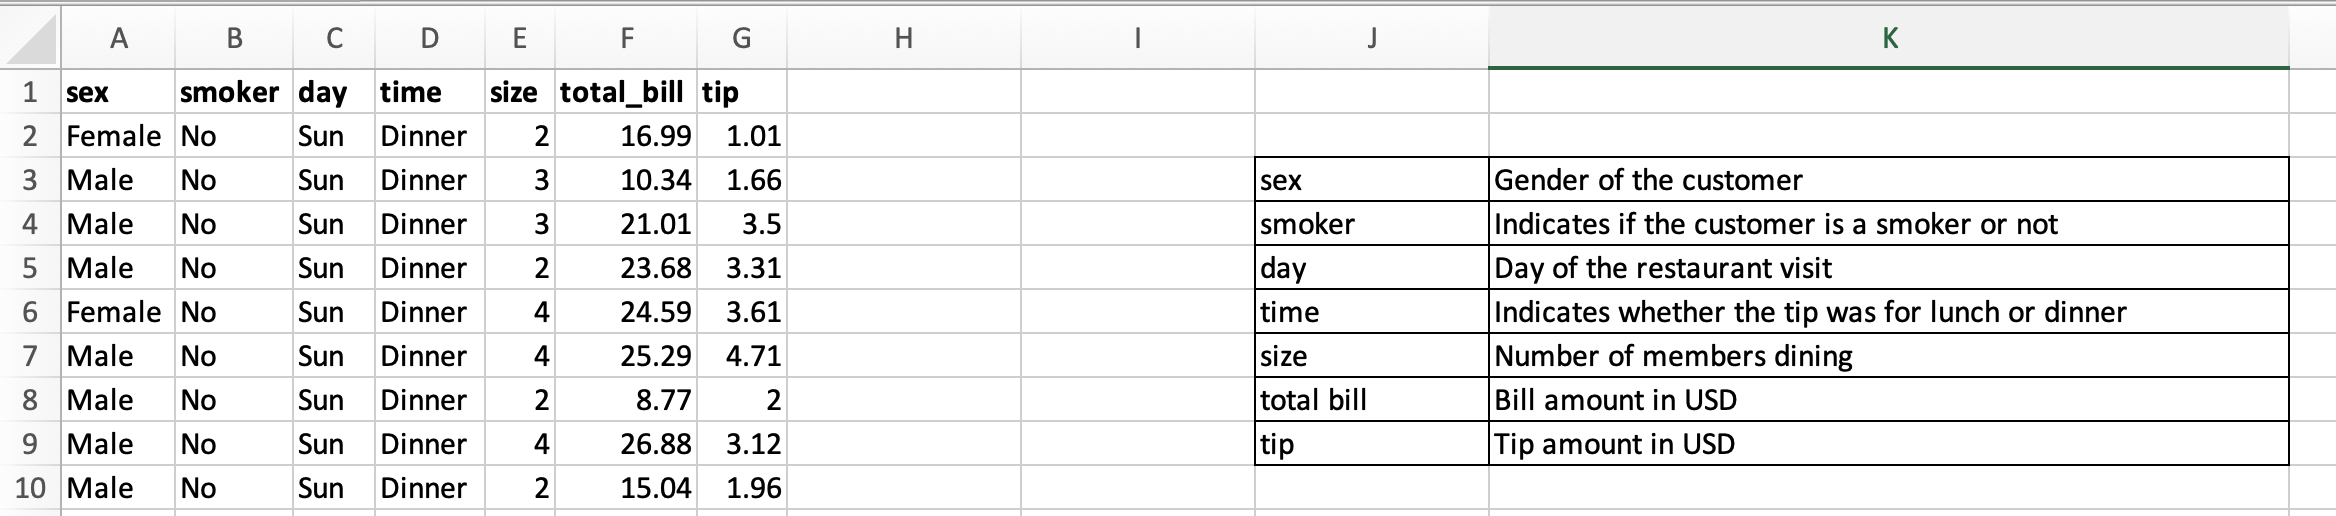 A B C D E F G H I J K
1 sex smoker day time size total_bill tip
2 Female No Sun Dinner 2 16.99 1.01
3 Male No Sun Dinner 3 10.34 1.66 sex Gender of the customer
4 Male No Sun Dinner 3 21.01 3.5 smoker Indicates if the customer is a smoker or not
5 Male No Sun Dinner 2 23.68 3.31 day Day of the restaurant visit
6 Female No Sun Dinner 4 24.59 3.61 time Indicates whether the tip was for lunch or dinner
7 Male No Sun Dinner 4 25.29 4.71 size Number of members dining
8 Male No Sun Dinner 2 8.77 2 total bill Bill amount in USD
9 Male No Sun Dinner 4 26.88 3.12 tip Tip amount in USD
10 Male No Sun Dinner 2 15.04 1.96